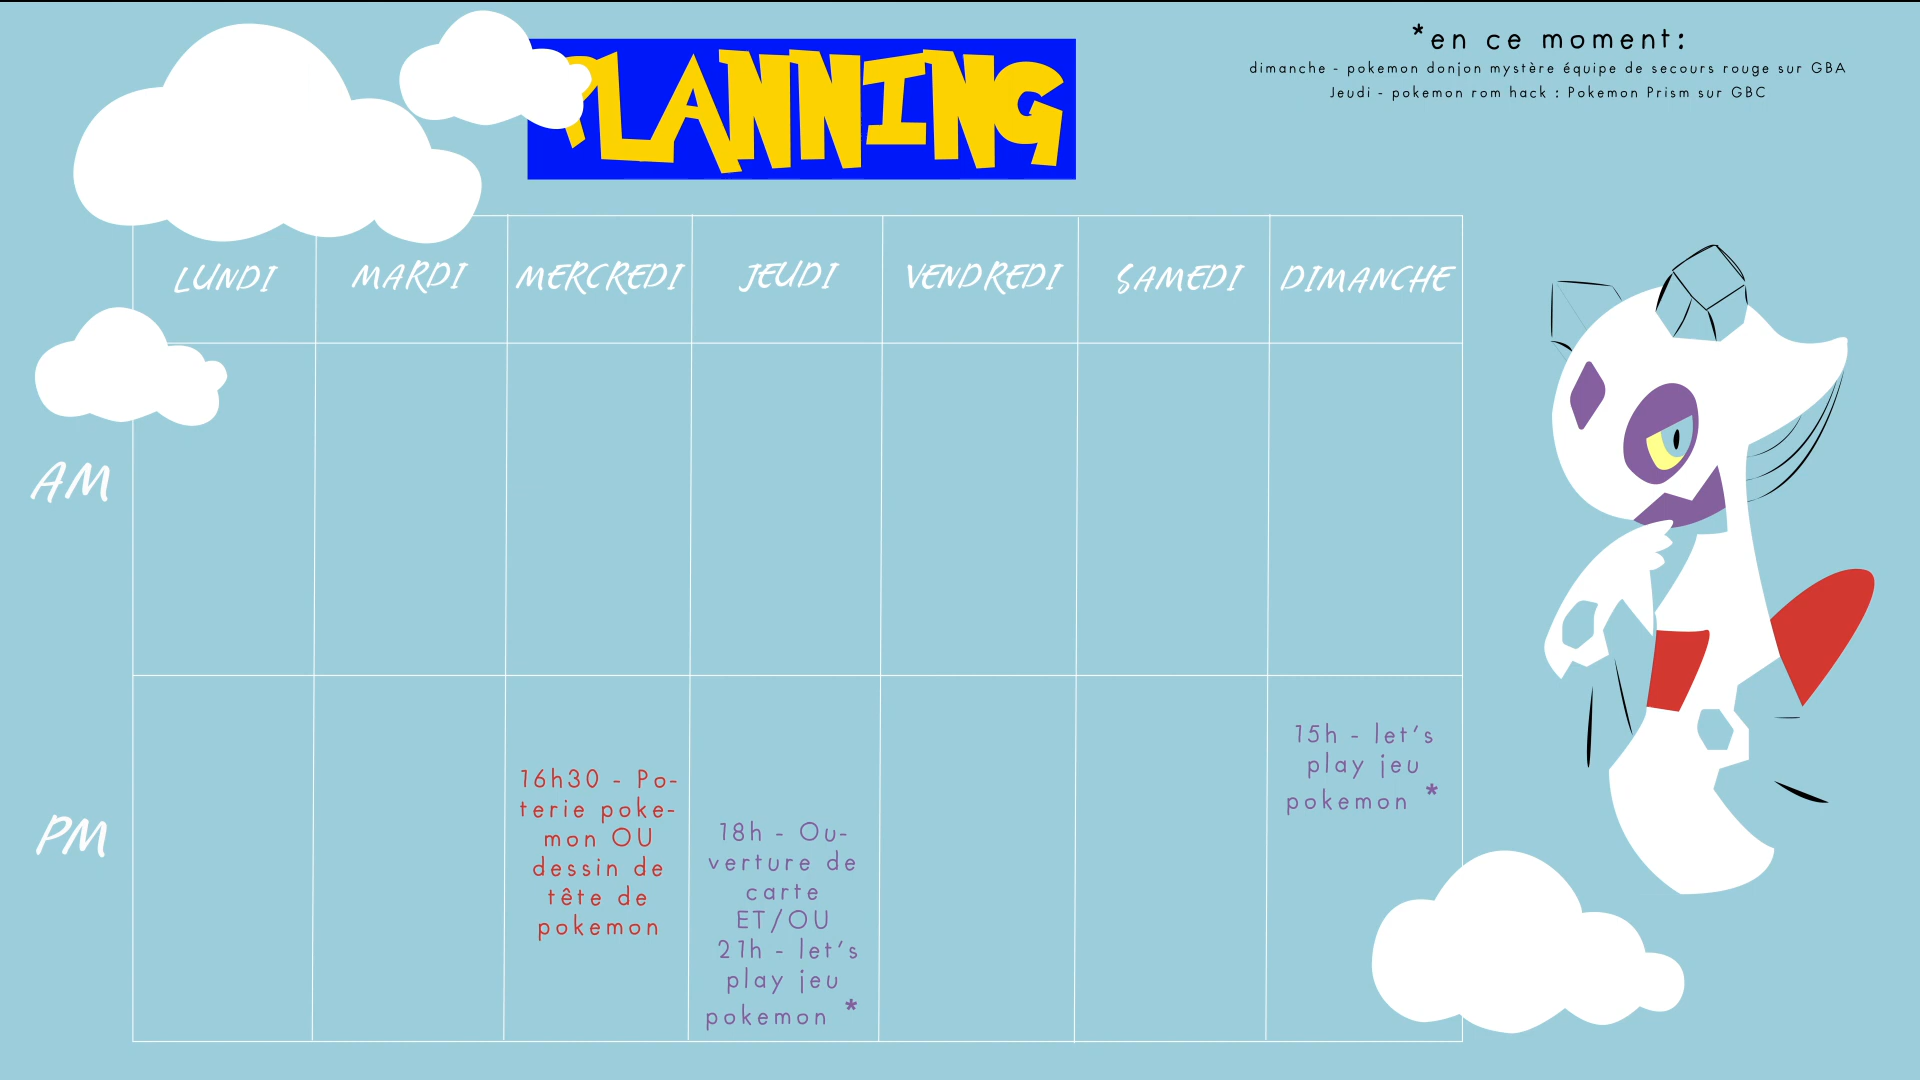 PLANNING
*en ce moment:
dimanche - pokemon donjon mystère équipe de secours rouge sur GBA
Jeudi - pokemon rom hack : Pokemon Prism sur GBC
LUNDI
MARDI
MERCREDI
JEUDI
VENDREDI
SAMEDI
DIMANCHE
AM
PM
16h30 - Po-
terie poke-
mon OU
dessin de
tête de
pokemon
18h - Ou-
verture de
carte
ET/OU
21h - let's
play jeu
pokemon *
15h - let's
play jeu
pokemon *